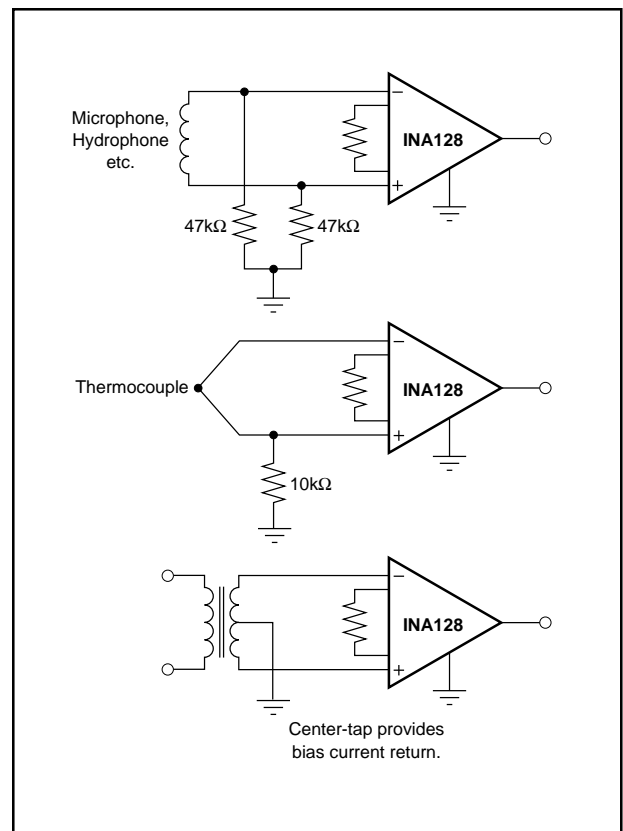 Microphone,
Hydrophone
etc.
−
INA128
+
47kΩ
47kΩ
Thermocouple
−
INA128
+
10kΩ
−
INA128
+
Center-tap provides
bias current return.